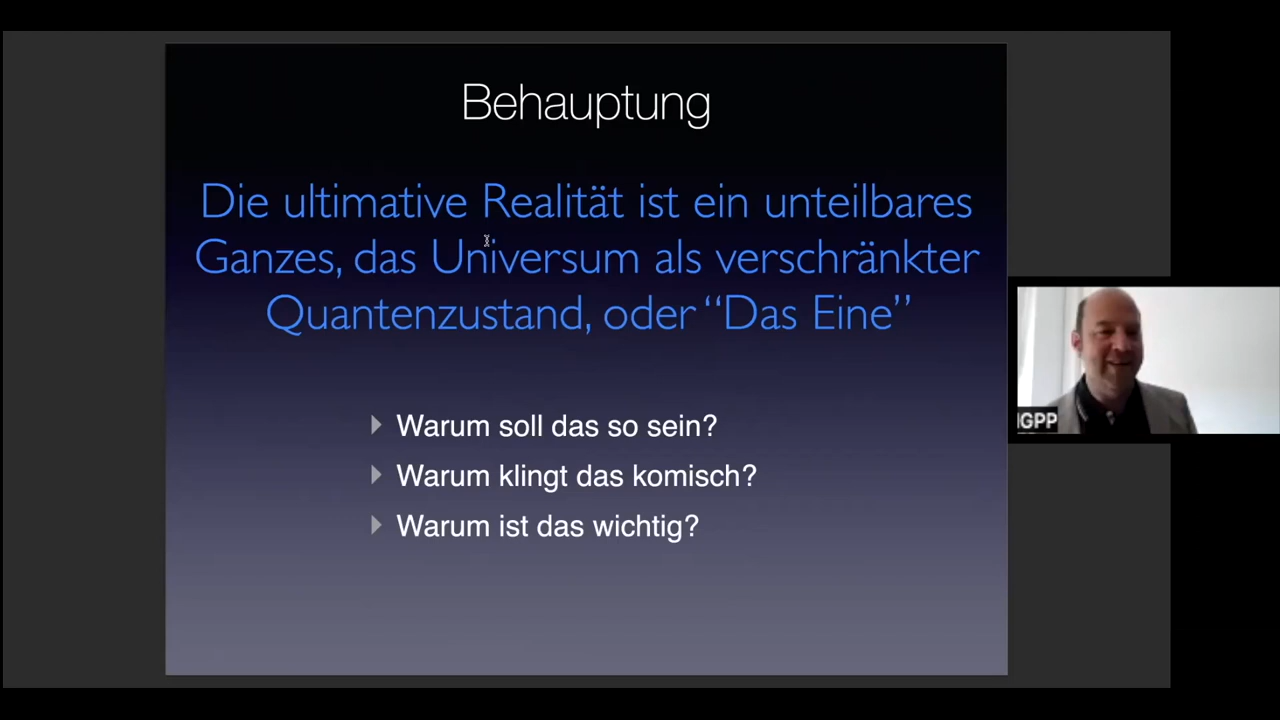 Behauptung
Die ultimative Realität ist ein unteilbares
Ganzes, das Universum als verschränkter
Quantenzustand, oder “Das Eine”
Warum soll das so sein?
Warum klingt das komisch?
Warum ist das wichtig?
IGPP